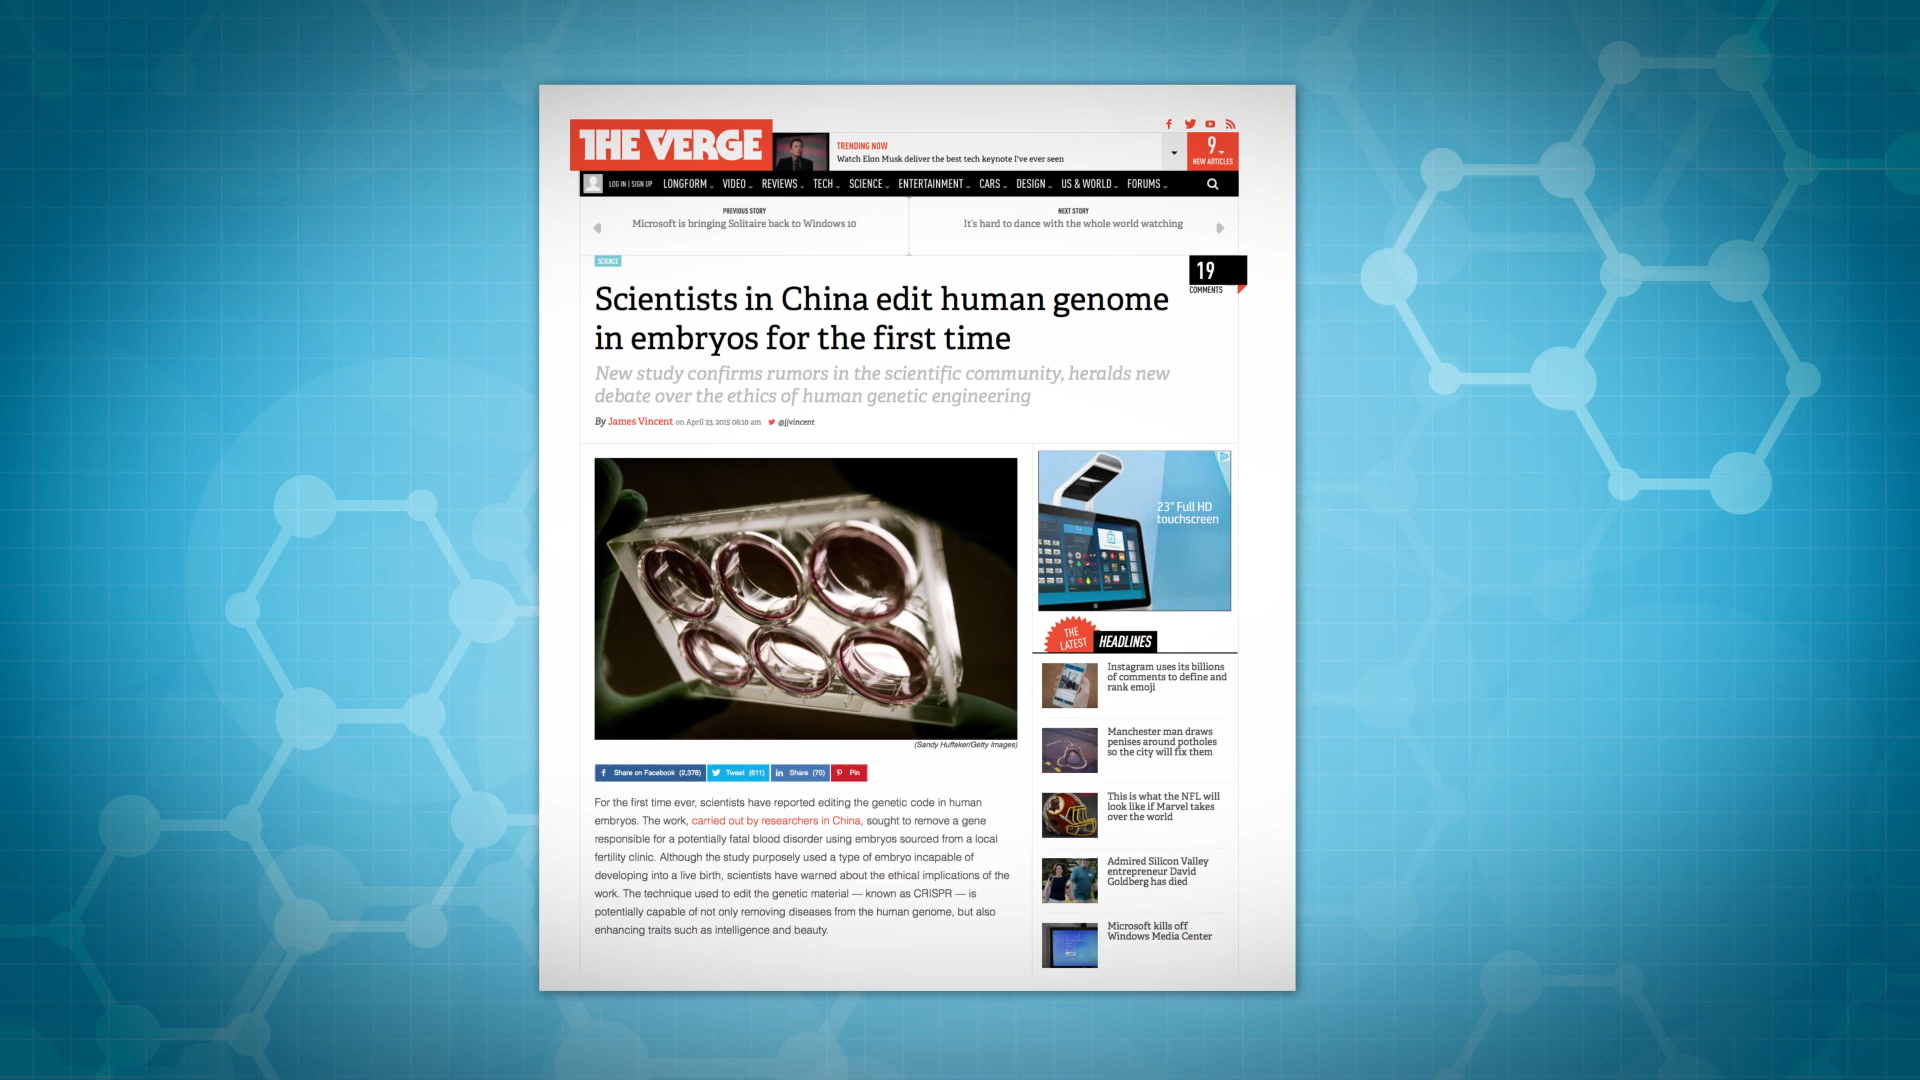 THE VERGE
TRENDING NOW
Watch Elon Musk deliver the best tech keynote I've ever seen
9
NEW ARTICLES
LOG IN | SIGN UP LONGFORM VIDEO REVIEWS TECH SCIENCE ENTERTAINMENT CARS DESIGN US & WORLD FORUMS
PREVIOUS STORY
Microsoft is bringing Solitaire back to Windows 10
NEXT STORY
It's hard to dance with the whole world watching
SCIENCE
19
COMMENTS
Scientists in China edit human genome
in embryos for the first time
New study confirms rumors in the scientific community, heralds new
debate over the ethics of human genetic engineering
By James Vincent on April 23, 2015 06:10 am @jjvincent
23" Full HD
touchscreen
(Sandy Huffaker/Getty Images)
Share on Facebook (2,378) Tweet (611) Share (70) Pin
For the first time ever, scientists have reported editing the genetic code in human
embryos. The work, carried out by researchers in China, sought to remove a gene
responsible for a potentially fatal blood disorder using embryos sourced from a local
fertility clinic. Although the study purposely used a type of embryo incapable of
developing into a live birth, scientists have warned about the ethical implications of the
work. The technique used to edit the genetic material — known as CRISPR — is
potentially capable of not only removing diseases from the human genome, but also
enhancing traits such as intelligence and beauty.
THE
LATEST
HEADLINES
Instagram uses its billions
of comments to define and
rank emoji
Manchester man draws
penises around potholes
so the city will fix them
This is what the NFL will
look like if Marvel takes
over the world
Admired Silicon Valley
entrepreneur David
Goldberg has died
Microsoft kills off
Windows Media Center